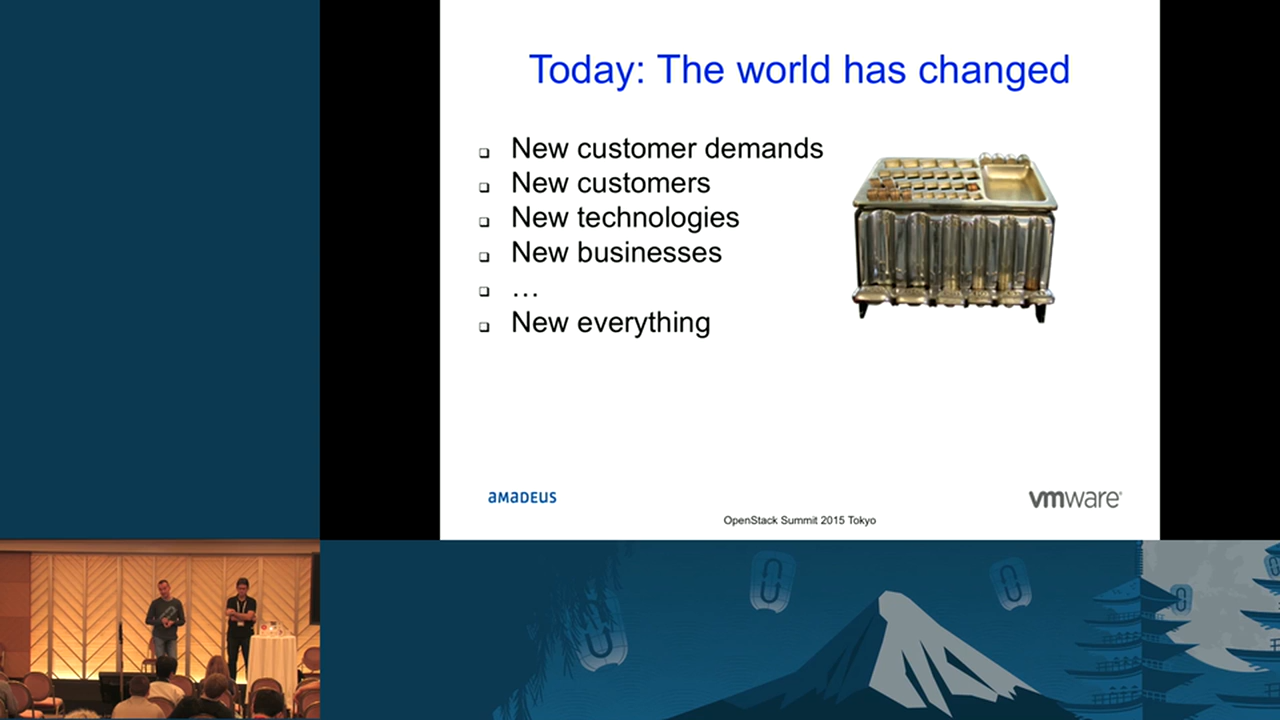 Today: The world has changed
New customer demands
New customers
New technologies
New businesses
…
New everything
amadeus
vmware®
OpenStack Summit 2015 Tokyo